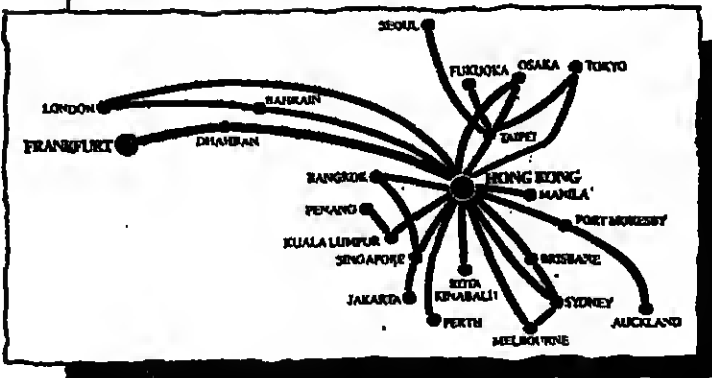 SEOUL
FUKUOKA
OSAKA
TOKYO
LONDON
BAHRAIN
FRANKFURT
DHAHRAN
TAIPEI
BANGKOK
HONG KONG
MANILA
PENANG
PORT MORESBY
KUALA LUMPUR
SINGAPORE
BRISBANE
KOTA
KINABALU
JAKARTA
SYDNEY
PERTH
AUCKLAND
MELBOURNE